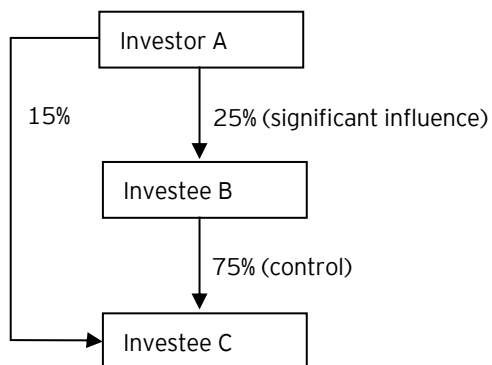 Investor A
15%
25% (significant influence)
Investee B
75% (control)
Investee C